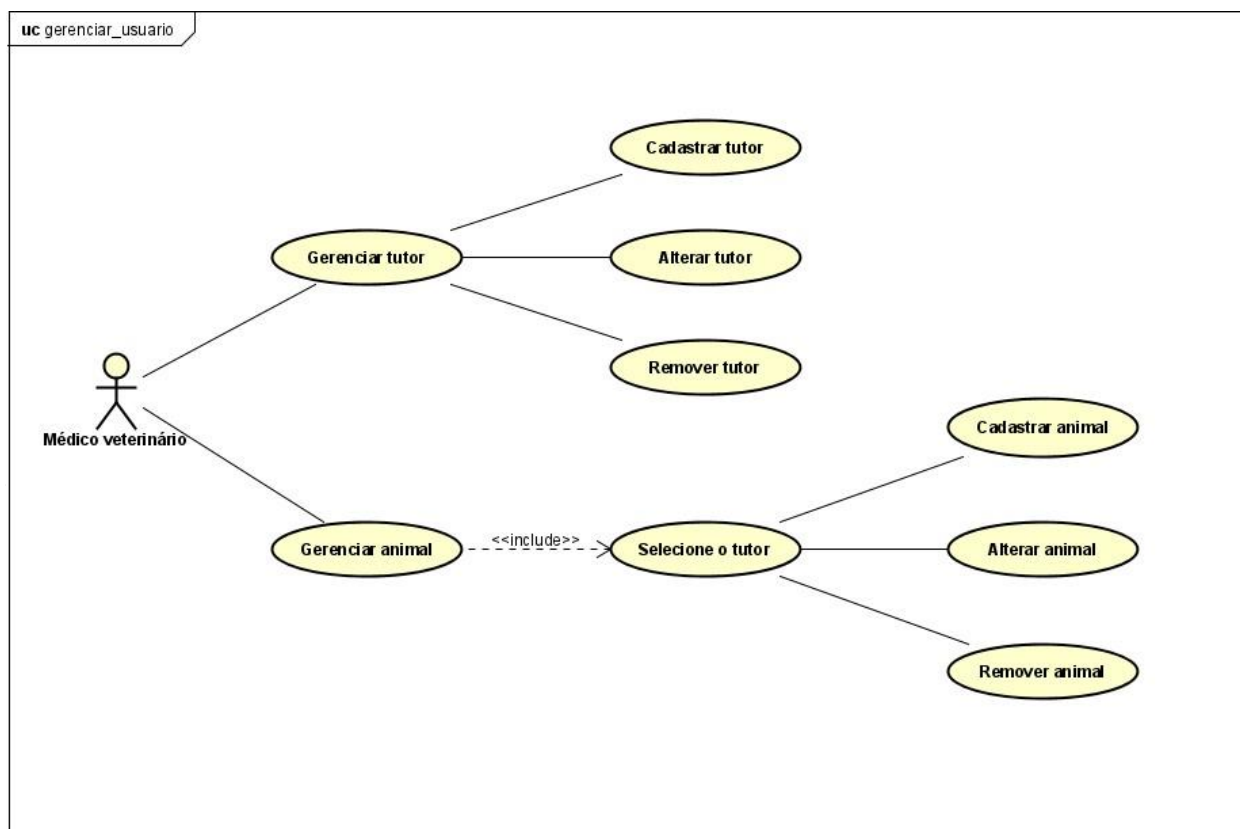 uc gerenciar_usuario
Cadastrar tutor
Gerenciar tutor
Alterar tutor
Remover tutor
Médico veterinário
Cadastrar animal
Gerenciar animal
<<include>>
Selecione o tutor
Alterar animal
Remover animal